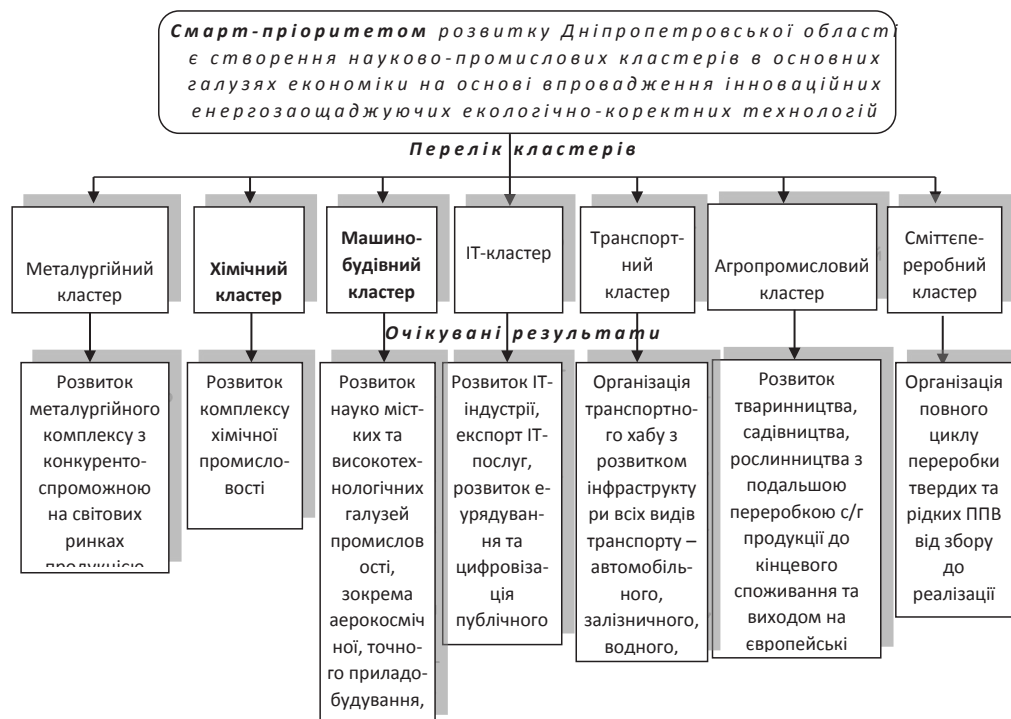 Смарт-пріоритетом розвитку Дніпропетровської області
є створення науково-промислових кластерів в основних
галузях економіки на основі впровадження інноваційних
енергозаощаджуючих екологічно-коректних технологій
Перелік кластерів
Металургійний
кластер
Хімічний
кластер
Машино-
будівний
кластер
ІТ-кластер
Транспорт-
ний
кластер
Агропромисловий
кластер
Сміттєпе-
реробний
кластер
Очікувані результати
Розвиток
металургійного
комплексу з
конкуренто-
спроможною
на світових
ринках
продукцією
Розвиток
комплексу
хімічної
промисло-
вості
Розвиток
науко міст-
ких та
високотех-
нологічних
галузей
промислов
ості,
зокрема
аерокосміч
ної, точно-
го приладо-
будування,
Розвиток ІТ-
індустрії,
експорт ІТ-
послуг,
розвиток е-
урядуван-
ня та
цифровіза-
ція
публічного
Організація
транспортно-
го хабу з
розвитком
інфраструкту
ри всіх видів
транспорту –
автомобіль-
ного,
залізничного,
водного,
Розвиток
тваринництва,
садівництва,
рослинництва з
подальшою
переробкою с/г
продукції до
кінцевого
споживання та
виходом на
європейські
Організація
повного
циклу
переробки
твердих та
рідких ППВ
від збору
до
реалізації